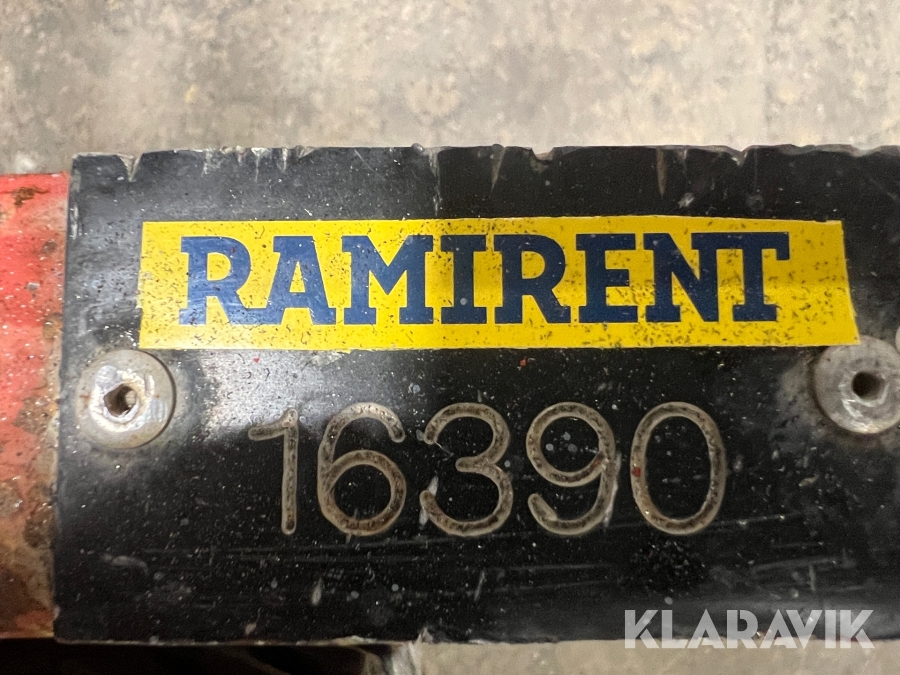 RAMIRENT
16390
KLARAVIK